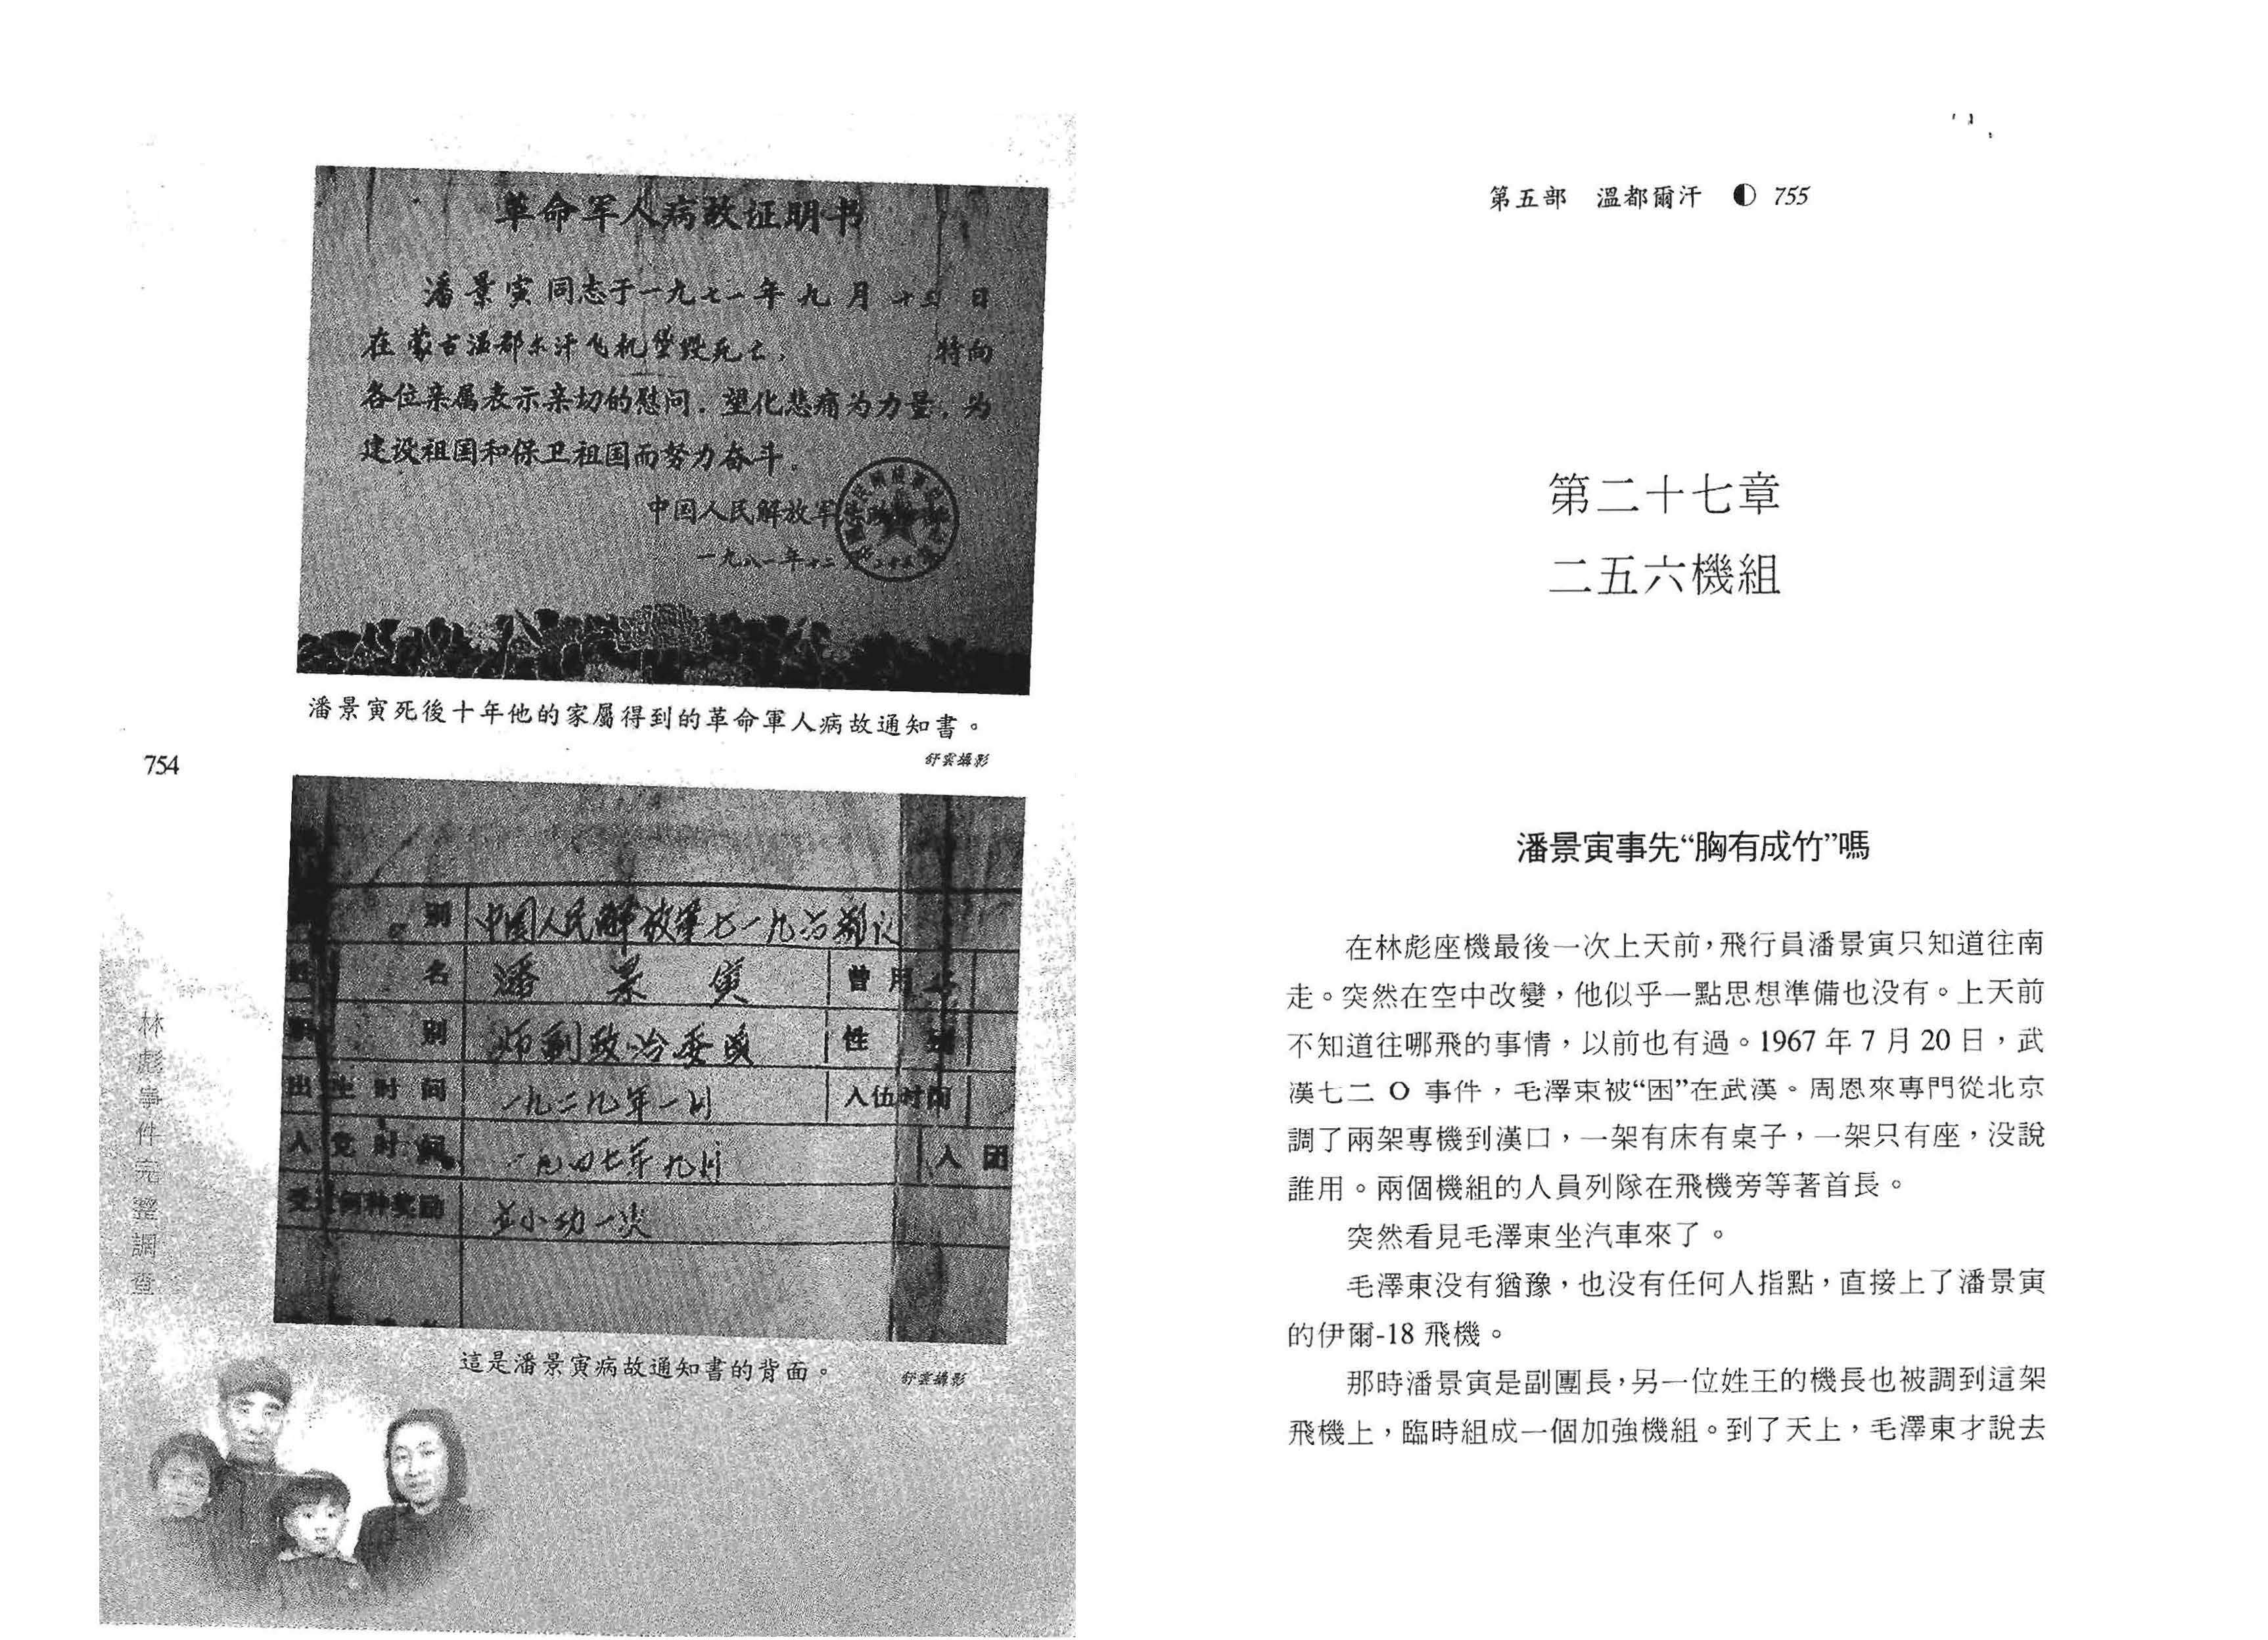 革命军人病故证明书
潘景寅同志于一九七一年九月十三日
在蒙古温都尔汗飞机坠毁死亡，特向
各位亲属表示亲切的慰问。望化悲痛为力量，为
建设祖国和保卫祖国而努力奋斗。
中国人民解放军
一九八一年十二
潘景寅死後十年他的家屬得到的革命軍人病故通知書。
舒雲攝影
754
别 中国人民解放军七一九六部队
名 潘景寅 曾用名
别 师副政治委员 性别
出生时间 一九二九年一月 入伍时间
入党时间 一九四七年九月 入团
受过何种奖励 三小功一次
這是潘景寅病故通知書的背面。
舒雲攝影
林彪事件完整調查
第五部 溫都爾汗 755
第二十七章
二五六機組
潘景寅事先“胸有成竹”嗎
在林彪座機最後一次上天前，飛行員潘景寅只知道往南
走。突然在空中改變，他似乎一點思想準備也没有。上天前
不知道往哪飛的事情，以前也有過。1967 年 7 月 20 日，武
漢七二 O 事件，毛澤東被“困”在武漢。周恩來專門從北京
調了兩架專機到漢口，一架有床有桌子，一架只有座，没說
誰用。兩個機組的人員列隊在飛機旁等著首長。
突然看見毛澤東坐汽車來了。
毛澤東没有猶豫，也没有任何人指點，直接上了潘景寅
的伊爾-18 飛機。
那時潘景寅是副團長，另一位姓王的機長也被調到這架
飛機上，臨時組成一個加強機組。到了天上，毛澤東才說去